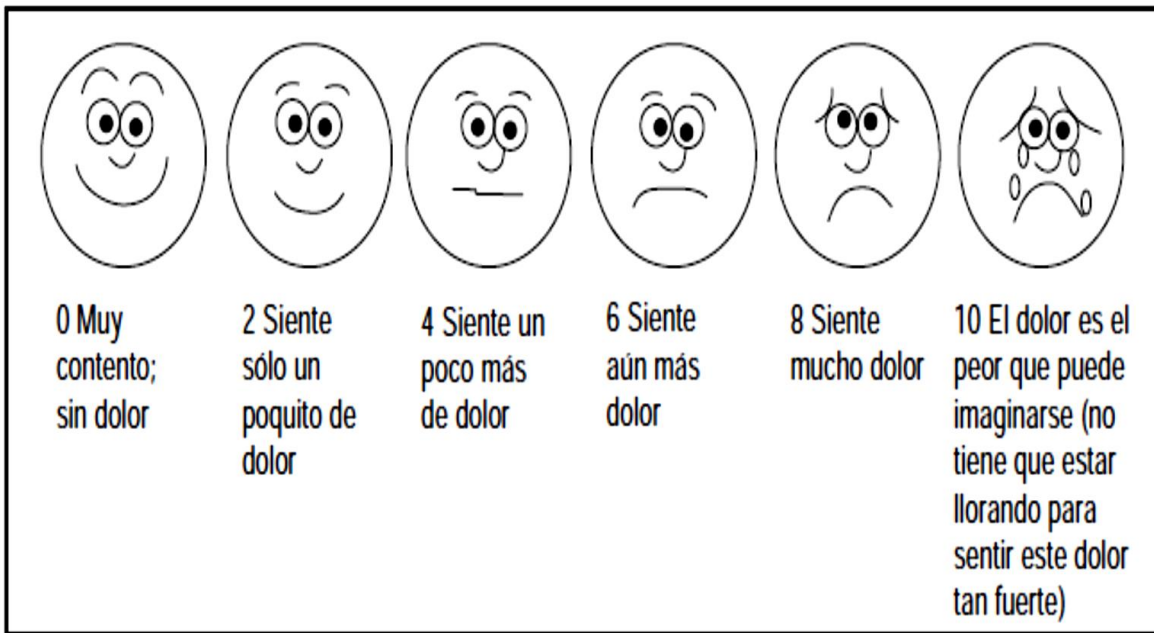 0 Muy
contento;
sin dolor
2 Siente
sólo un
poquito de
dolor
4 Siente un
poco más
de dolor
6 Siente
aún más
dolor
8 Siente
mucho dolor
10 El dolor es el
peor que puede
imaginarse (no
tiene que estar
llorando para
sentir este dolor
tan fuerte)